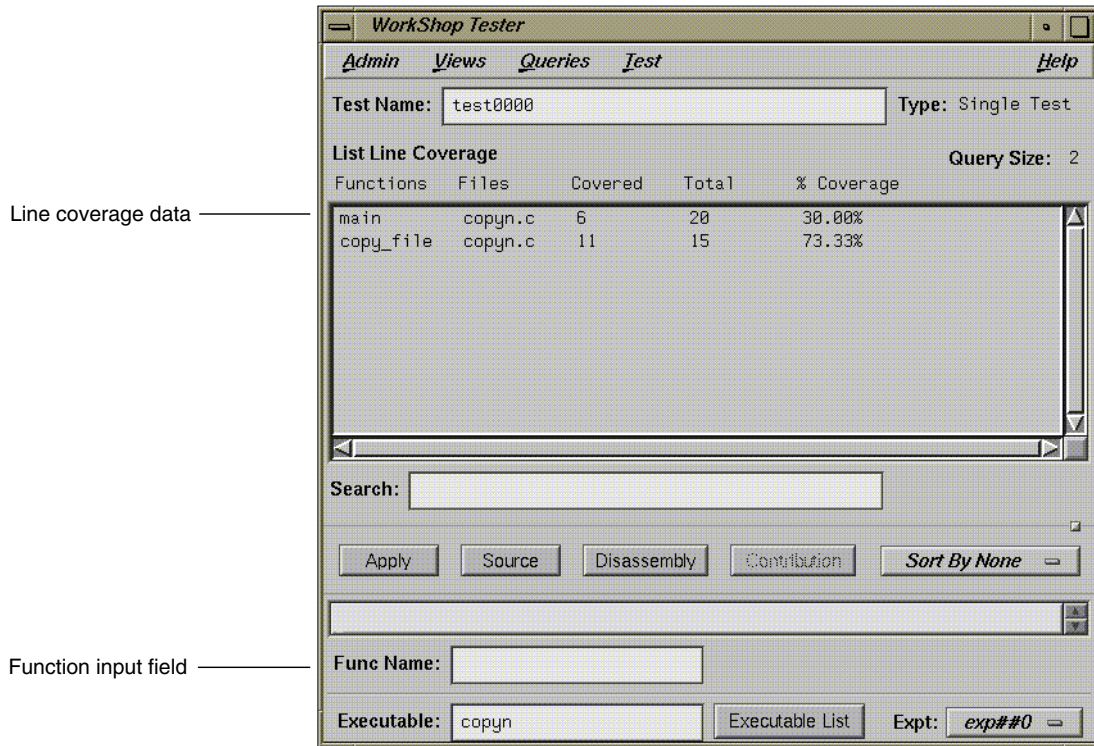 WorkShop Tester
Admin Views Queries Test Help
Test Name: test0000 Type: Single Test
List Line Coverage Query Size: 2
Functions Files Covered Total % Coverage
Line coverage data
main copyn.c 6 20 30.00%
copy_file copyn.c 11 15 73.33%
Search:
Apply Source Disassembly Contribution Sort By None
Function input field
Func Name:
Executable: copyn Executable List Expt: exp##0